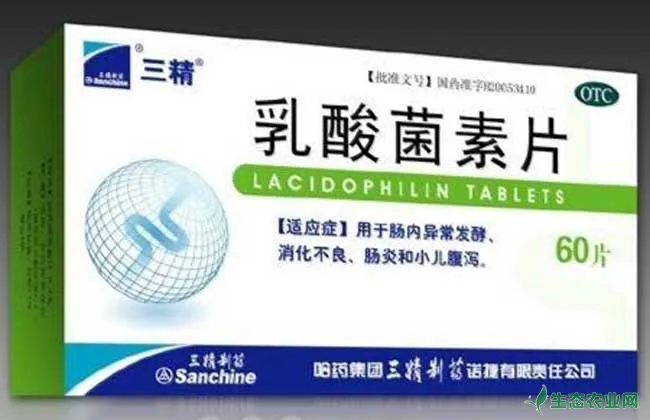 三精制药
Sanchine
三精
【批准文号】国药准字H20053410
OTC
乳酸菌素片
LACIDOPHILIN TABLETS
【适应症】用于肠内异常发酵、
消化不良、肠炎和小儿腹泻。
60片
三精制药
Sanchine
哈药集团三精制药诺捷有限责任公司
生态农业网